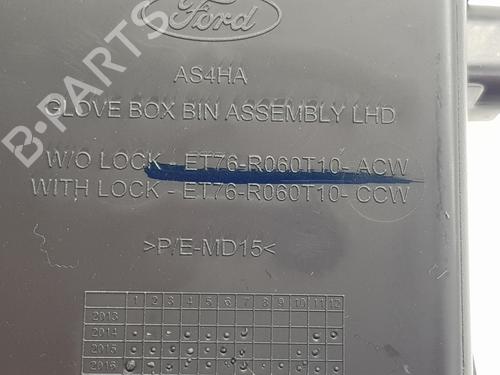 Ford
AS4HA
GLOVE BOX BIN ASSEMBLY LHD
W/O LOCK - ET76-R060T10- ACW
WITH LOCK - ET76-R060T10- CCW
>P/E-MD15<
1 2 3 4 5 6 7 8 9 10 11 12
2013
2014
2015
2016